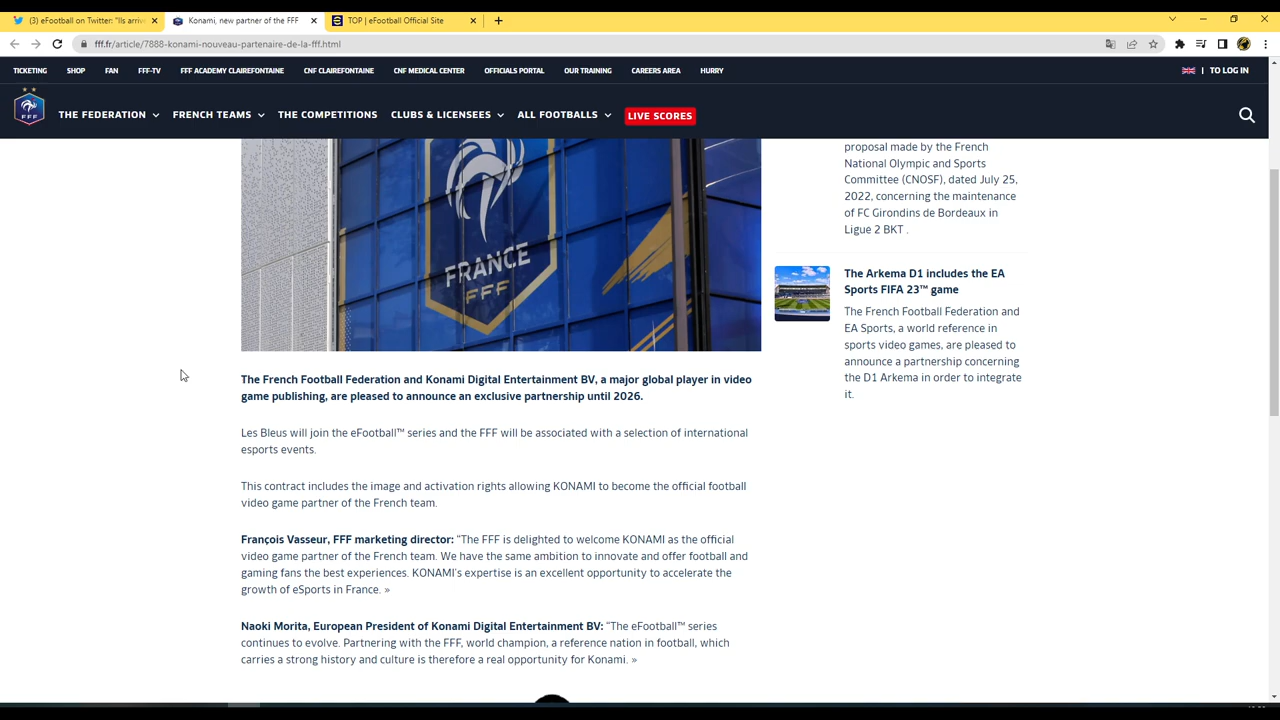 (3) eFootball on Twitter: "Ils arrive
Konami, new partner of the FFF
TOP | eFootball Official Site
fff.fr/article/7888-konami-nouveau-partenaire-de-la-fff.html
TICKETING SHOP FAN FFF-TV FFF ACADEMY CLAIREFONTAINE CNF CLAIREFONTAINE CNF MEDICAL CENTER OFFICIALS PORTAL OUR TRAINING CAREERS AREA HURRY | TO LOG IN
FFF
THE FEDERATION FRENCH TEAMS THE COMPETITIONS CLUBS & LICENSEES ALL FOOTBALLS LIVE SCORES
FRANCE
FFF
The French Football Federation and Konami Digital Entertainment BV, a major global player in video
game publishing, are pleased to announce an exclusive partnership until 2026.
Les Bleus will join the eFootball™ series and the FFF will be associated with a selection of international
esports events.
This contract includes the image and activation rights allowing KONAMI to become the official football
video game partner of the French team.
François Vasseur, FFF marketing director: "The FFF is delighted to welcome KONAMI as the official
video game partner of the French team. We have the same ambition to innovate and offer football and
gaming fans the best experiences. KONAMI's expertise is an excellent opportunity to accelerate the
growth of eSports in France. »
Naoki Morita, European President of Konami Digital Entertainment BV: "The eFootball™ series
continues to evolve. Partnering with the FFF, world champion, a reference nation in football, which
carries a strong history and culture is therefore a real opportunity for Konami. »
proposal made by the French
National Olympic and Sports
Committee (CNOSF), dated July 25,
2022, concerning the maintenance
of FC Girondins de Bordeaux in
Ligue 2 BKT .
The Arkema D1 includes the EA
Sports FIFA 23™ game
The French Football Federation and
EA Sports, a world reference in
sports video games, are pleased to
announce a partnership concerning
the D1 Arkema in order to integrate
it.